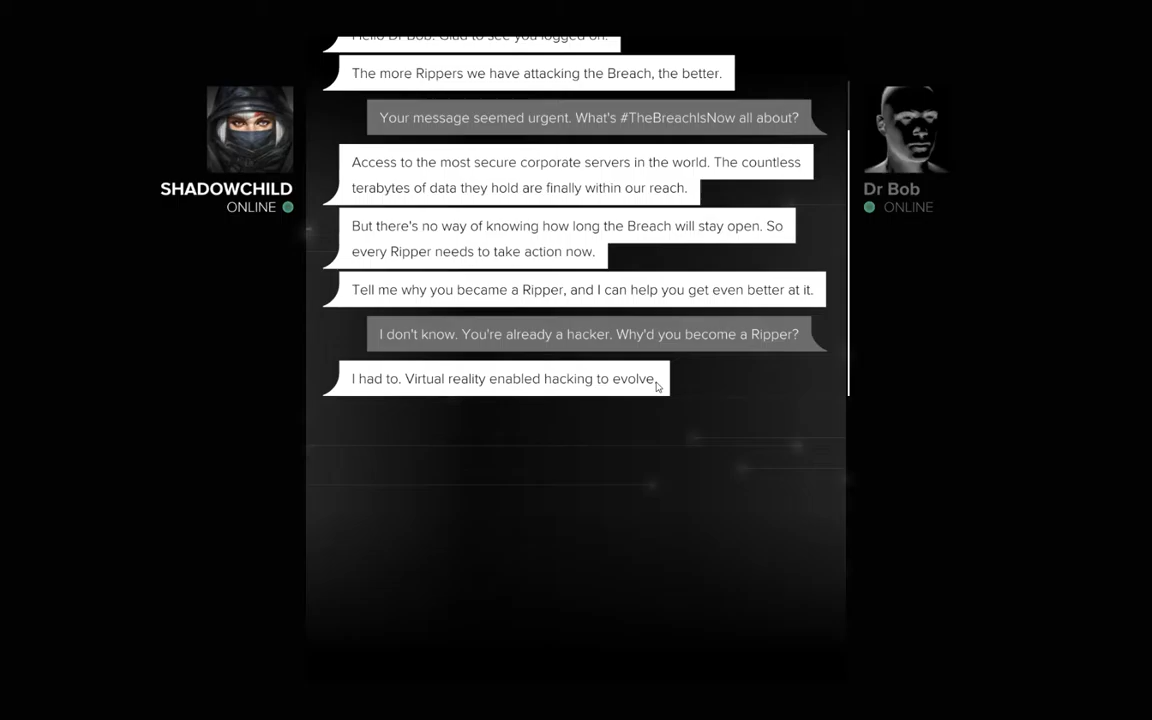 Hello Dr Bob. Glad to see you logged on.
The more Rippers we have attacking the Breach, the better.
Your message seemed urgent. What's #TheBreachIsNow all about?
Access to the most secure corporate servers in the world. The countless
terabytes of data they hold are finally within our reach.
SHADOWCHILD
ONLINE
Dr Bob
ONLINE
But there's no way of knowing how long the Breach will stay open. So
every Ripper needs to take action now.
Tell me why you became a Ripper, and I can help you get even better at it.
I don't know. You're already a hacker. Why'd you become a Ripper?
I had to. Virtual reality enabled hacking to evolve.